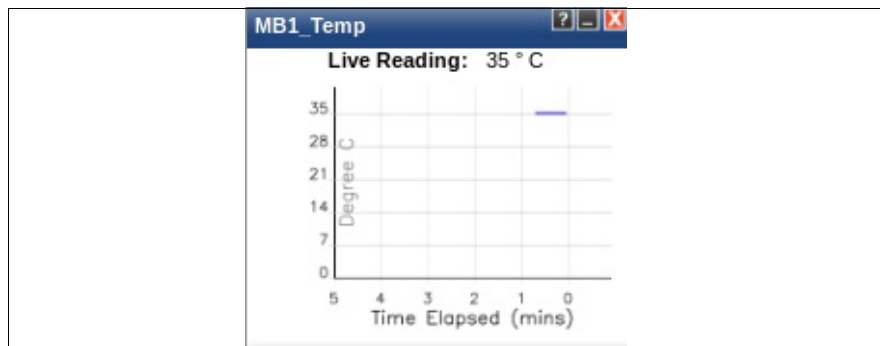 MB1_Temp ? _ X
Live Reading: 35 ° C
35
28
21
14
7
0
Degree C
5 4 3 2 1 0
Time Elapsed (mins)